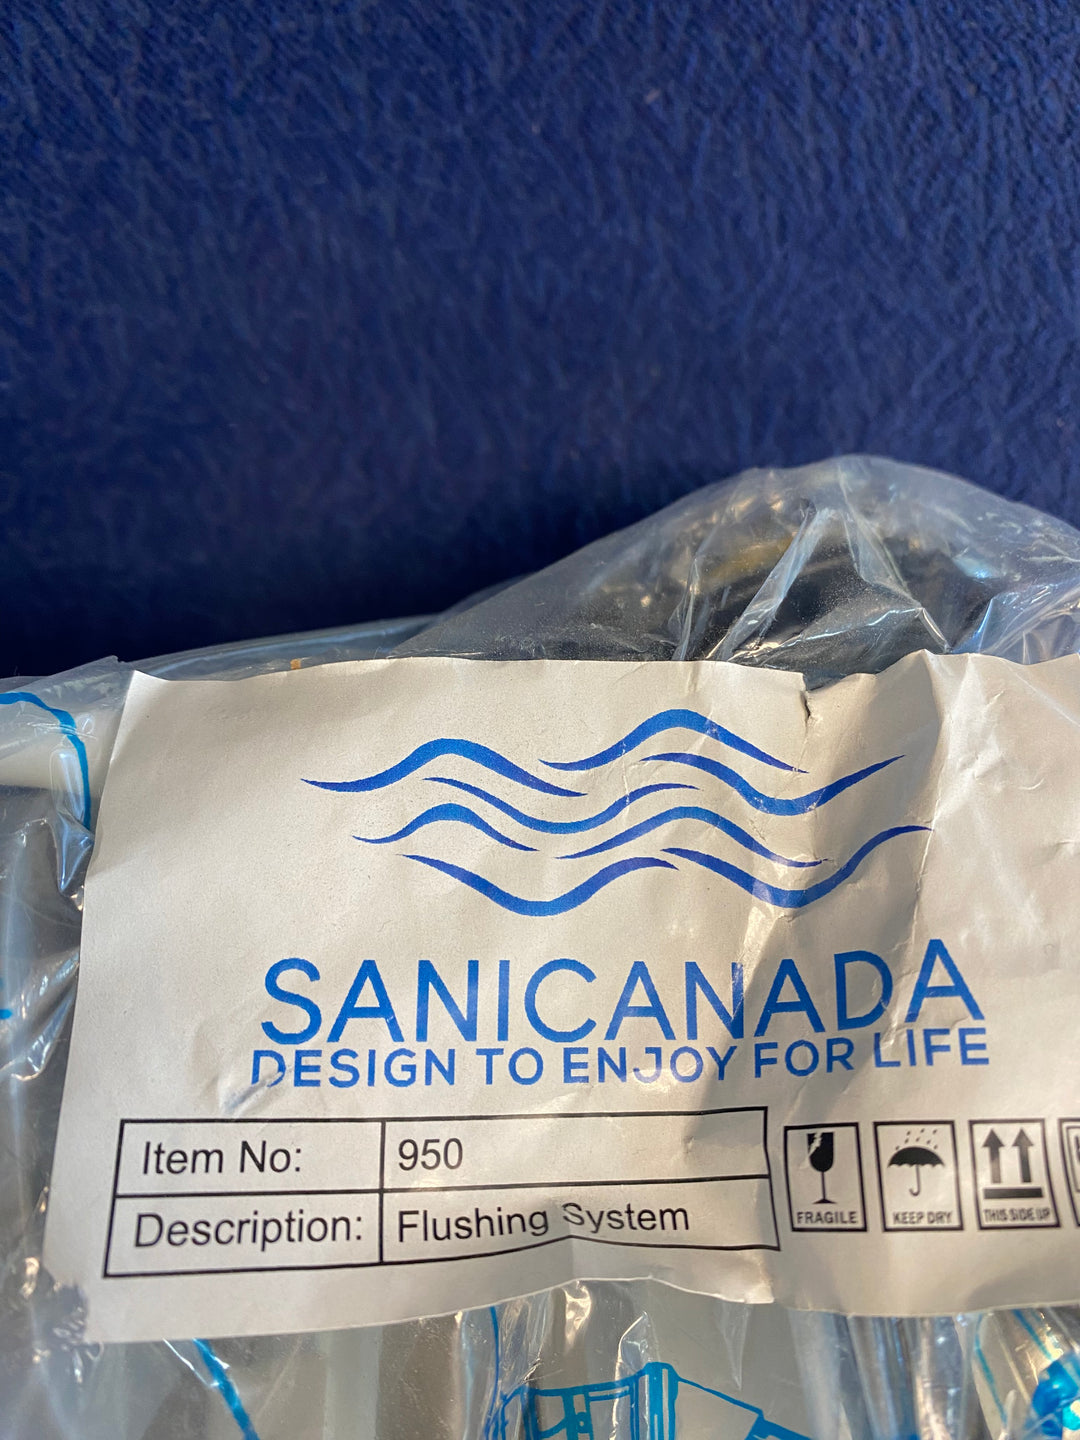 SANICANADA
DESIGN TO ENJOY FOR LIFE
Item No: 950
Description: Flushing System
FRAGILE
KEEP DRY
THIS SIDE UP